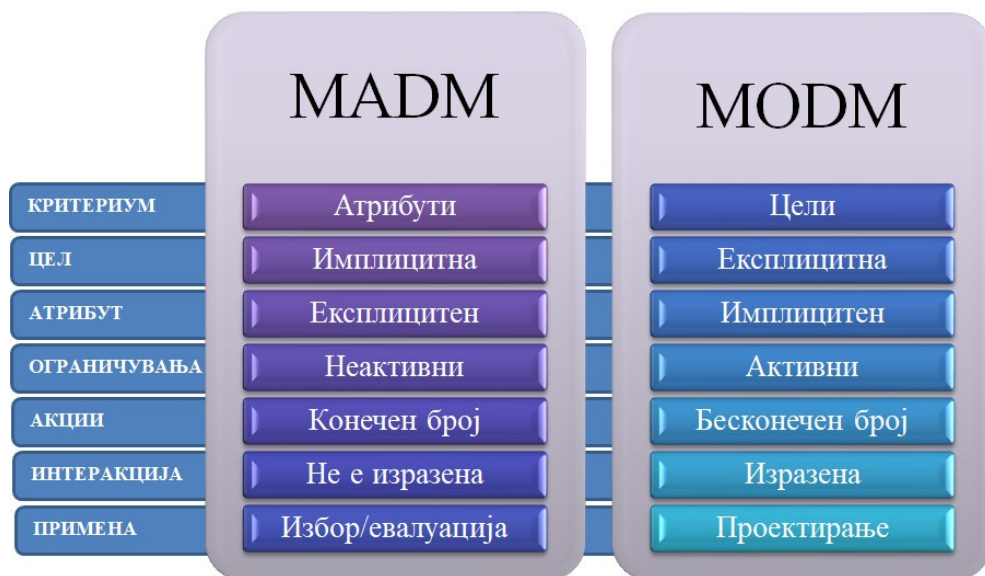 MADM MODM
КРИТЕРИУМ Атрибути Цели
ЦЕЛ Имплицитна Експлицитна
АТРИБУТ Експлицитен Имплицитен
ОГРАНИЧУВАЊА Неактивни Активни
АКЦИИ Конечен број Бесконечен број
ИНТЕРАКЦИЈА Не е изразена Изразена
ПРИМЕНА Избор/евалуација Проектирање